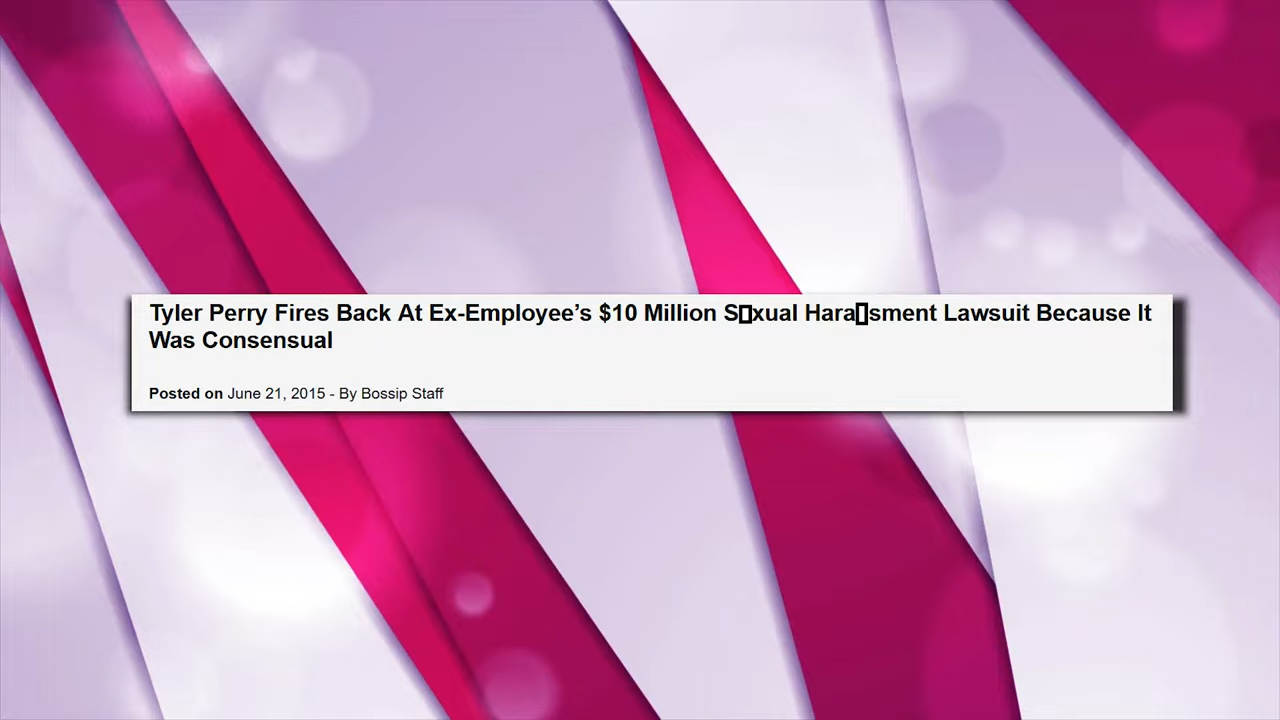 Tyler Perry Fires Back At Ex-Employee’s $10 Million S▯xual Hara▯sment Lawsuit Because It
Was Consensual
Posted on June 21, 2015 - By Bossip Staff